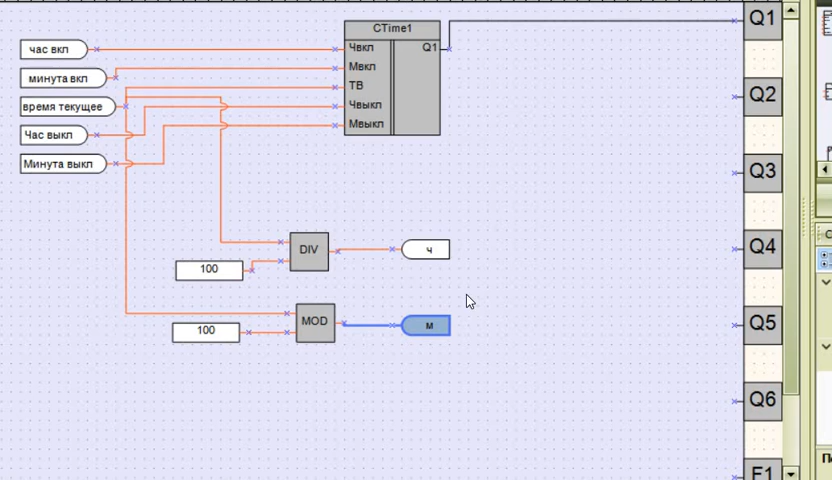 CTime1
час вкл
Чвкл
Q1
Q1
минута вкл
Мвкл
время текущее
ТВ
Q2
Час выкл
Чвыкл
Минута выкл
Мвыкл
Q3
DIV
ч
Q4
100
MOD
м
Q5
100
Q6
F1